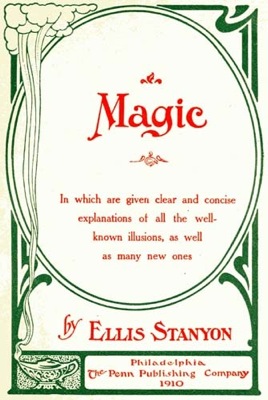 Magic
In which are given clear and concise
explanations of all the well-
known illusions, as well
as many new ones
by ELLIS STANYON
Philadelphia
The Penn Publishing Company
1910